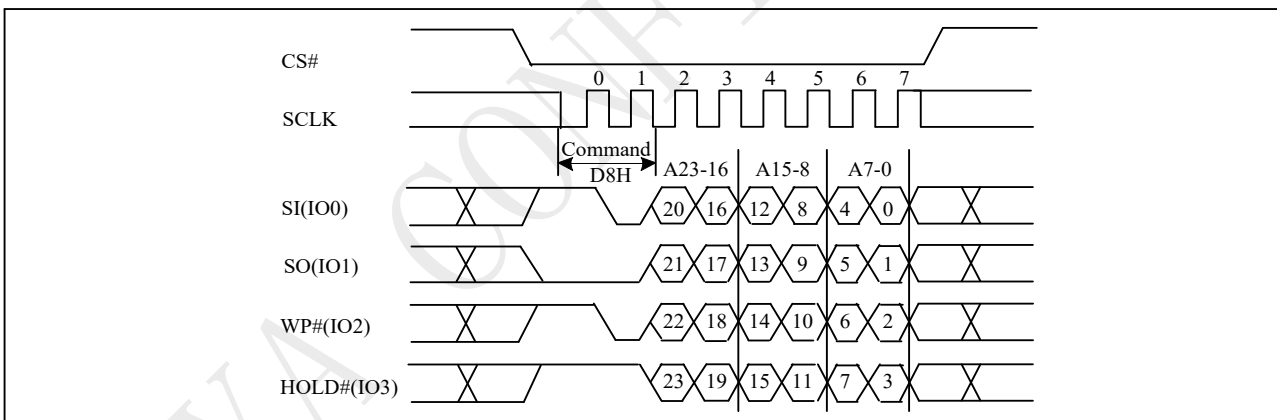 CS#
0 1 2 3 4 5 6 7
SCLK
Command
D8H
A23-16 A15-8 A7-0
SI(IO0) 20 16 12 8 4 0
SO(IO1) 21 17 13 9 5 1
WP#(IO2) 22 18 14 10 6 2
HOLD#(IO3) 23 19 15 11 7 3